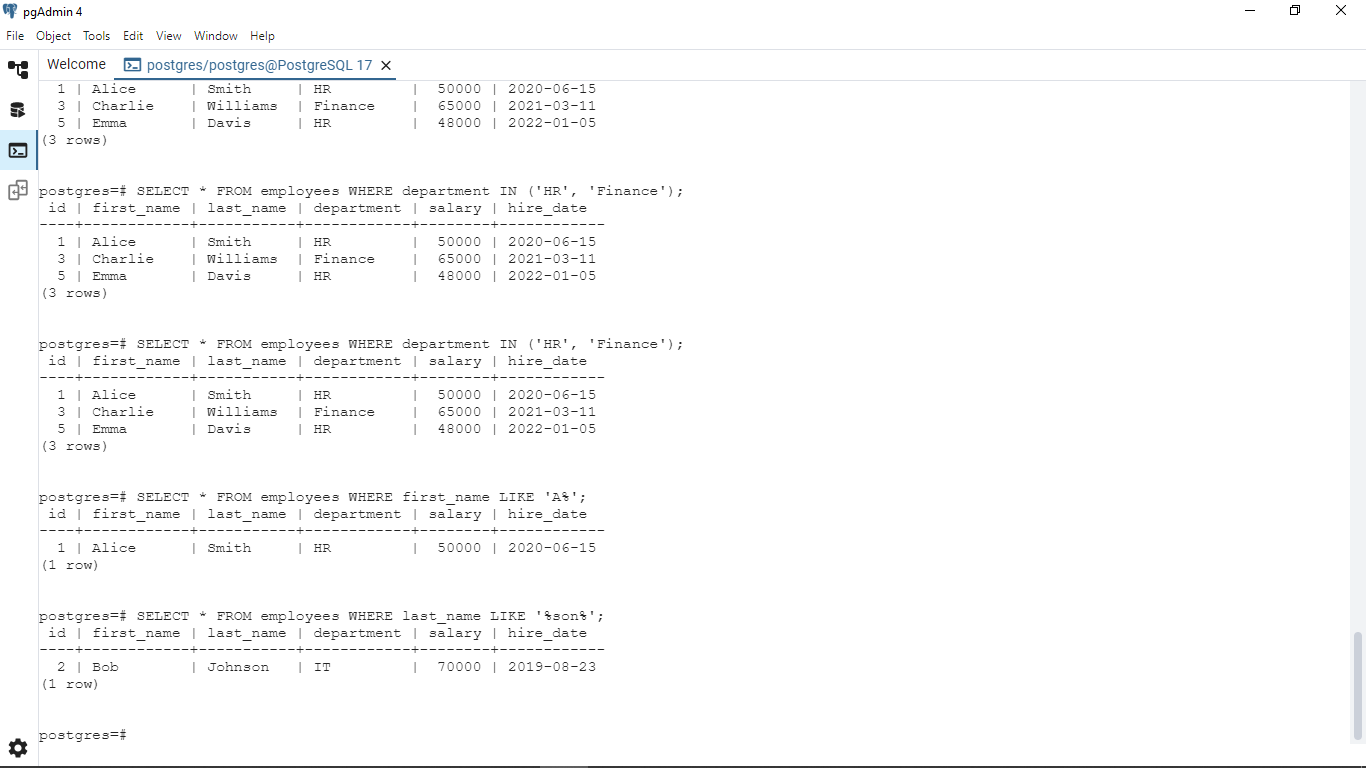 pgAdmin 4
File Object Tools Edit View Window Help
Welcome postgres/postgres@PostgreSQL 17
  1 | Alice      | Smith     | HR         |  50000 | 2020-06-15
  3 | Charlie    | Williams  | Finance    |  65000 | 2021-03-11
  5 | Emma       | Davis     | HR         |  48000 | 2022-01-05
(3 rows)
postgres=# SELECT * FROM employees WHERE department IN ('HR', 'Finance');
 id | first_name | last_name | department | salary | hire_date
----+------------+-----------+------------+--------+------------
  1 | Alice      | Smith     | HR         |  50000 | 2020-06-15
  3 | Charlie    | Williams  | Finance    |  65000 | 2021-03-11
  5 | Emma       | Davis     | HR         |  48000 | 2022-01-05
(3 rows)
postgres=# SELECT * FROM employees WHERE department IN ('HR', 'Finance');
 id | first_name | last_name | department | salary | hire_date
----+------------+-----------+------------+--------+------------
  1 | Alice      | Smith     | HR         |  50000 | 2020-06-15
  3 | Charlie    | Williams  | Finance    |  65000 | 2021-03-11
  5 | Emma       | Davis     | HR         |  48000 | 2022-01-05
(3 rows)
postgres=# SELECT * FROM employees WHERE first_name LIKE 'A%';
 id | first_name | last_name | department | salary | hire_date
----+------------+-----------+------------+--------+------------
  1 | Alice      | Smith     | HR         |  50000 | 2020-06-15
(1 row)
postgres=# SELECT * FROM employees WHERE last_name LIKE '%son%';
 id | first_name | last_name | department | salary | hire_date
----+------------+-----------+------------+--------+------------
  2 | Bob        | Johnson   | IT         |  70000 | 2019-08-23
(1 row)
postgres=#